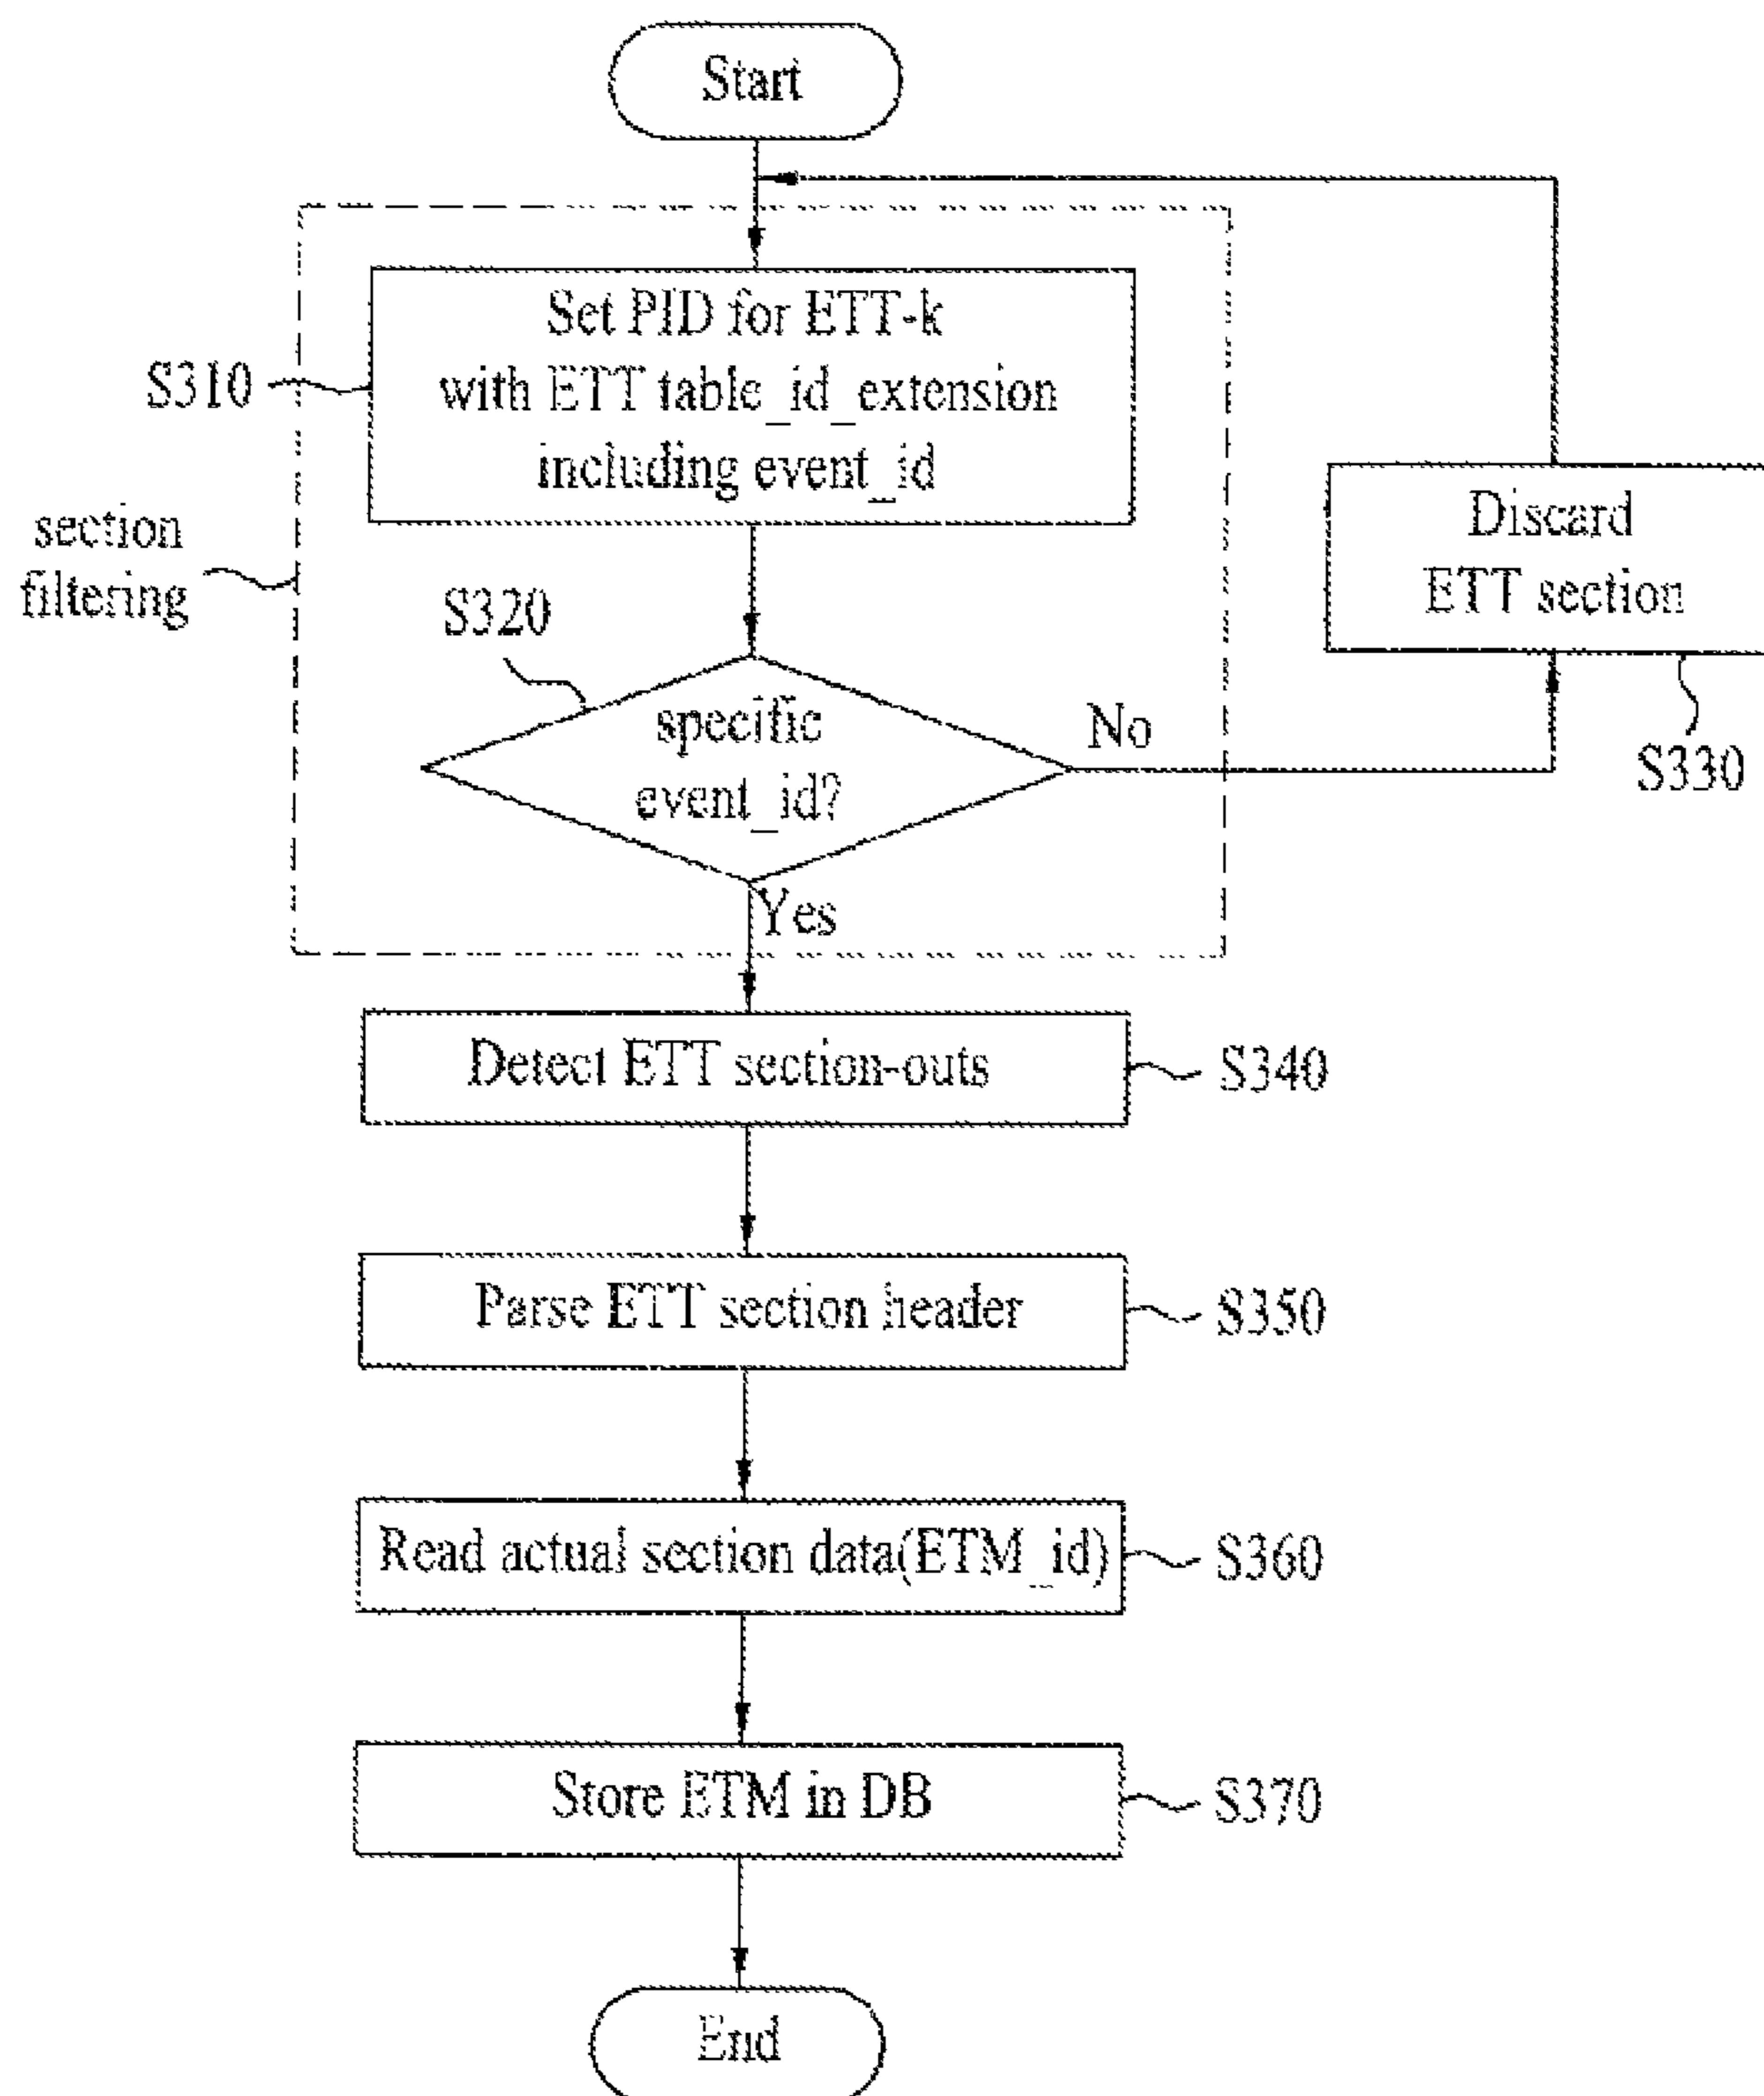 Start
Set PID for ETT-k
with ETT table_id_extension
including event_id
S310
section
filtering
Discard
ETT section
S330
S320
specific
event_id?
No
Yes
Detect ETT section-outs
S340
Parse ETT section header
S350
Read actual section data(ETM_id)
S360
Store ETM in DB
S370
End